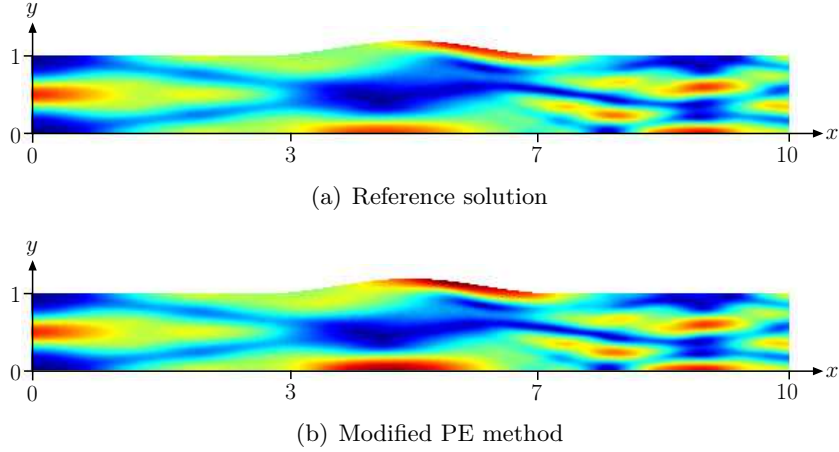 y
1
0
x
0 3 7 10
(a) Reference solution
y
1
0
x
0 3 7 10
(b) Modified PE method